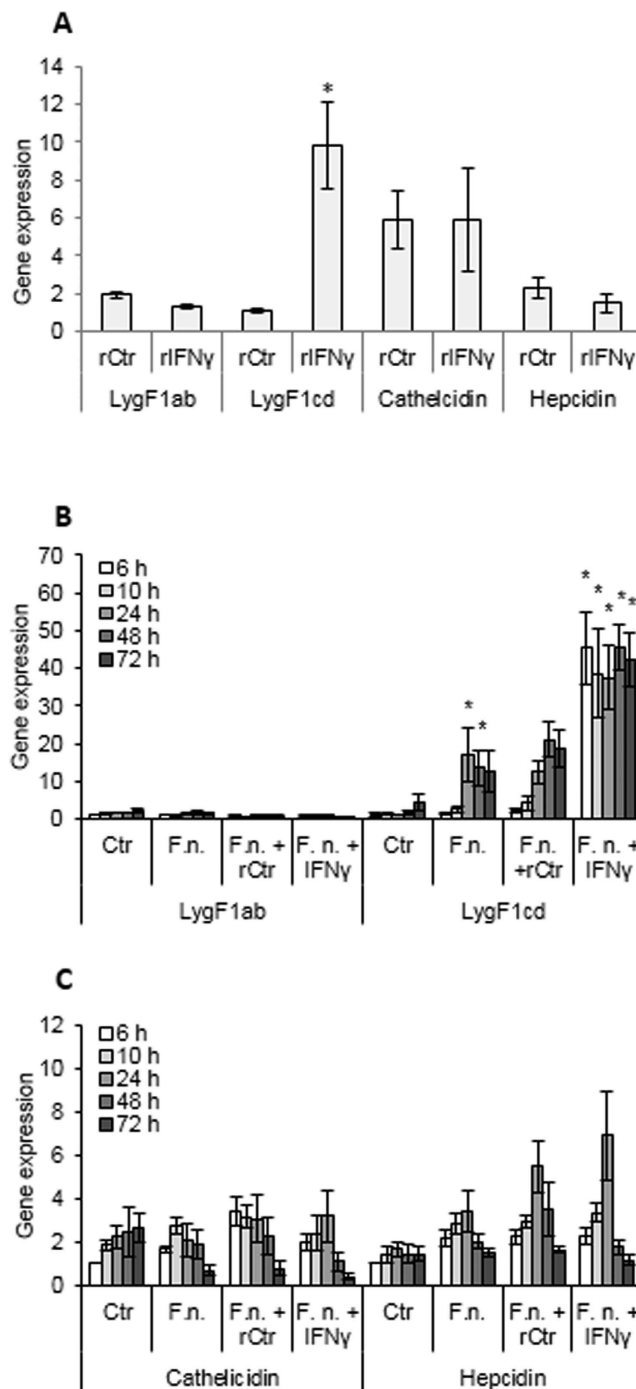 A
Gene expression
14
12
10
8
6
4
2
0
*
rCtr rIFNγ rCtr rIFNγ rCtr rIFNγ rCtr rIFNγ
LygF1ab LygF1cd Cathelcidin Hepcidin
B
Gene expression
70
60
50
40
30
20
10
0
6 h
10 h
24 h
48 h
72 h
* * * * * * *
Ctr F.n. F.n. + F. n. + Ctr F.n. F.n. F. n. +
rCtr IFNγ +rCtr IFNγ
LygF1ab LygF1cd
C
Gene expression
12
10
8
6
4
2
0
6 h
10 h
24 h
48 h
72 h
Ctr F.n. F.n. + F. n. + Ctr F.n. F.n. + F. n. +
rCtr IFNγ rCtr IFNγ
Cathelicidin Hepcidin